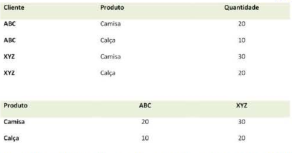 Cliente Produto Quantidade
ABC Camisa 20
ABC Calça 10
XYZ Camisa 30
XYZ Calça 20
Produto ABC XYZ
Camisa 20 30
Calça 10 20